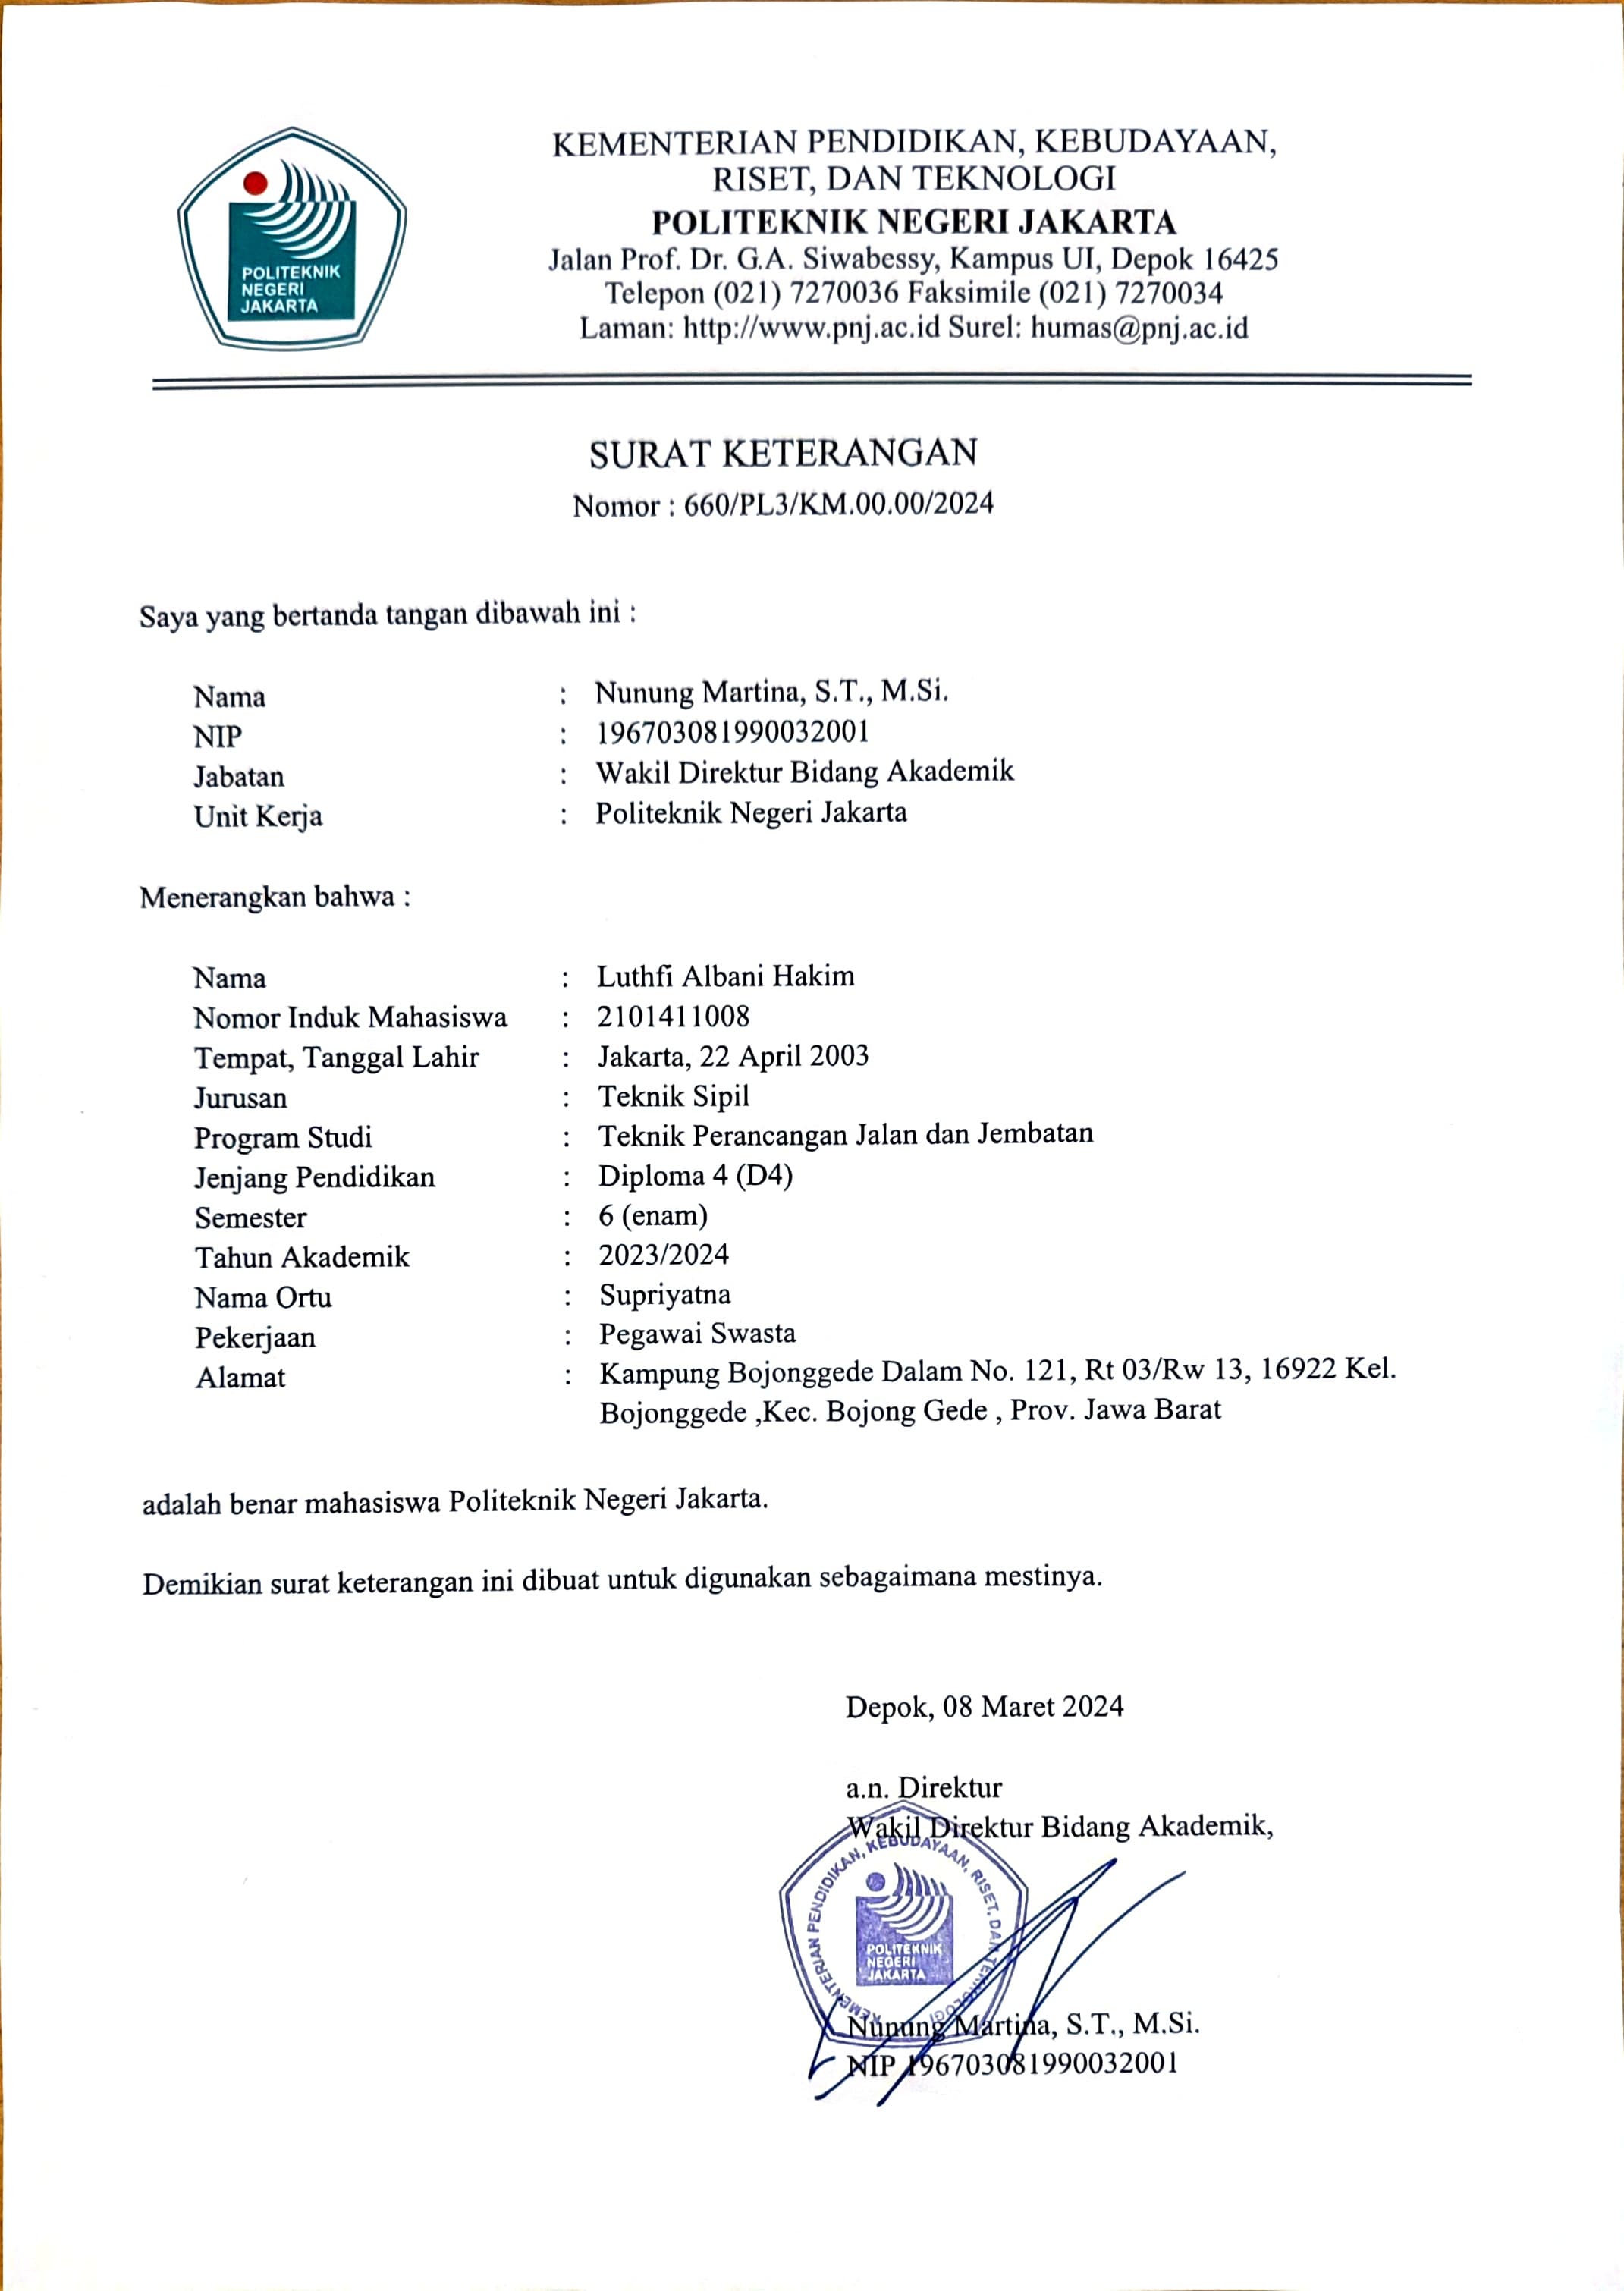 POLITEKNIK
NEGERI
JAKARTA
KEMENTERIAN PENDIDIKAN, KEBUDAYAAN,
RISET, DAN TEKNOLOGI
POLITEKNIK NEGERI JAKARTA
Jalan Prof. Dr. G.A. Siwabessy, Kampus UI, Depok 16425
Telepon (021) 7270036 Faksimile (021) 7270034
Laman: http://www.pnj.ac.id Surel: humas@pnj.ac.id
SURAT KETERANGAN
Nomor : 660/PL3/KM.00.00/2024
Saya yang bertanda tangan dibawah ini :
Nama : Nunung Martina, S.T., M.Si.
NIP : 196703081990032001
Jabatan : Wakil Direktur Bidang Akademik
Unit Kerja : Politeknik Negeri Jakarta
Menerangkan bahwa :
Nama : Luthfi Albani Hakim
Nomor Induk Mahasiswa : 2101411008
Tempat, Tanggal Lahir : Jakarta, 22 April 2003
Jurusan : Teknik Sipil
Program Studi : Teknik Perancangan Jalan dan Jembatan
Jenjang Pendidikan : Diploma 4 (D4)
Semester : 6 (enam)
Tahun Akademik : 2023/2024
Nama Ortu : Supriyatna
Pekerjaan : Pegawai Swasta
Alamat : Kampung Bojonggede Dalam No. 121, Rt 03/Rw 13, 16922 Kel.
Bojonggede ,Kec. Bojong Gede , Prov. Jawa Barat
adalah benar mahasiswa Politeknik Negeri Jakarta.
Demikian surat keterangan ini dibuat untuk digunakan sebagaimana mestinya.
Depok, 08 Maret 2024
a.n. Direktur
Wakil Direktur Bidang Akademik,
KEMENTERIAN PENDIDIKAN, KEBUDAYAAN, RISET, DAN TEKNOLOGI
POLITEKNIK
NEGERI
JAKARTA
Nunung Martina, S.T., M.Si.
NIP 196703081990032001